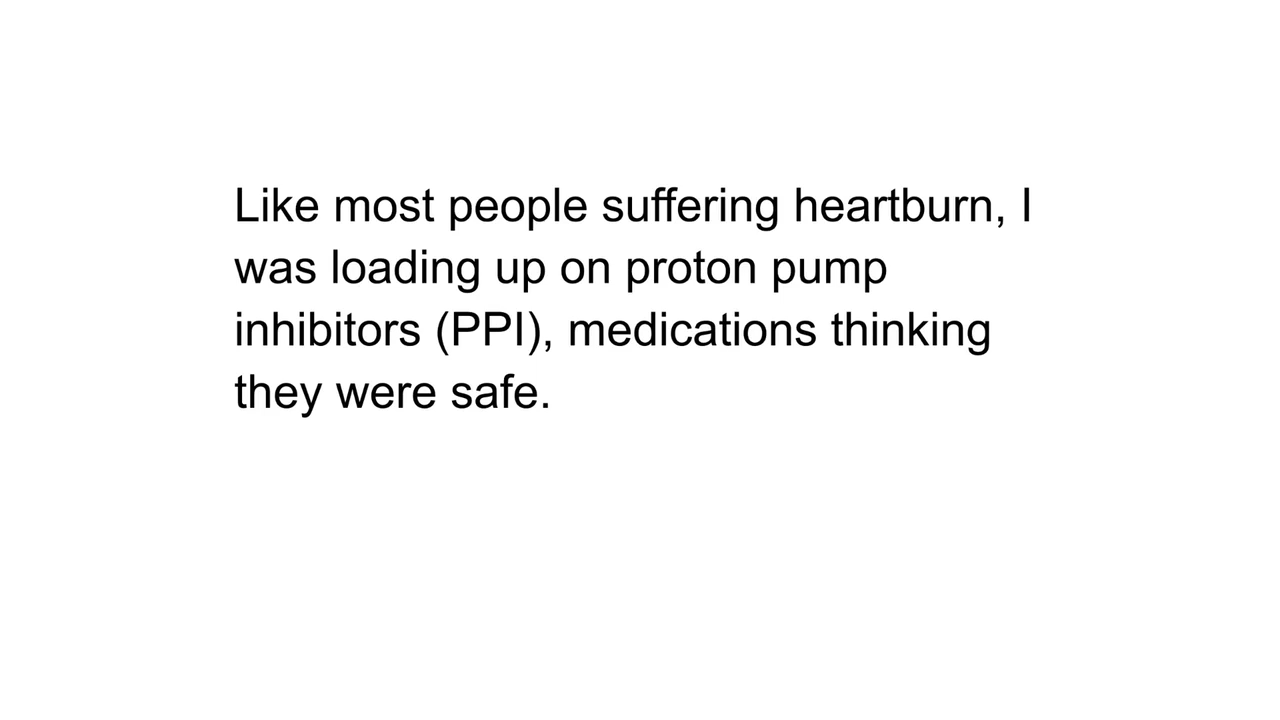 Like most people suffering heartburn, I
was loading up on proton pump
inhibitors (PPI), medications thinking
they were safe.